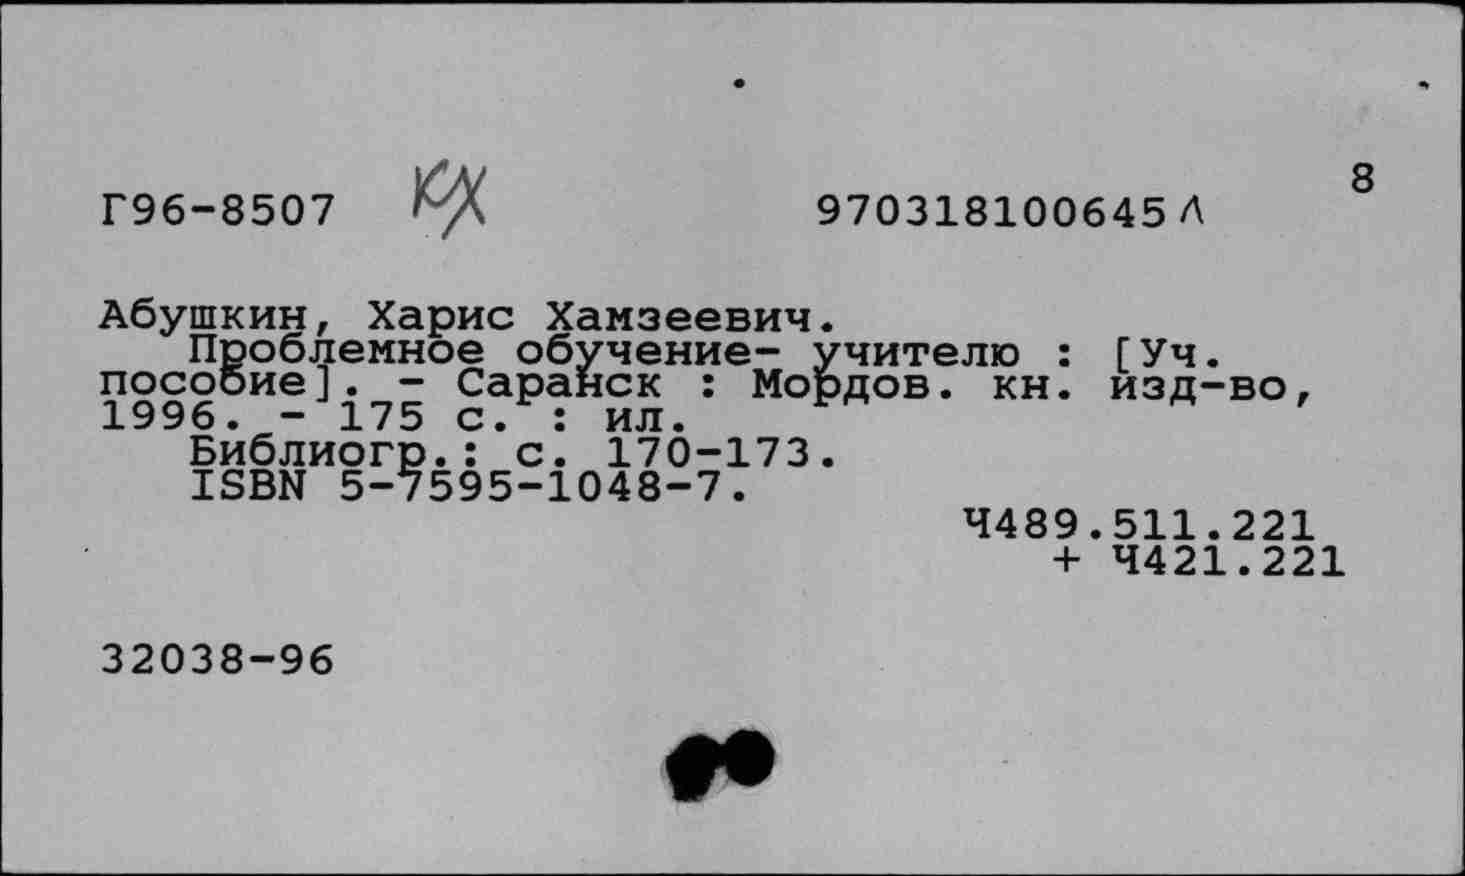 8
Г96-8507 КХ 970318100645Л
Абушкин, Харис Хамзеевич.
Проблемное обучение- учителю : [Уч.
пособие]. - Саранск : Мордов. кн. изд-во,
1996. - 175 с. : ил.
Библиогр.: с. 170-173.
ISBN 5-7595-1048-7.
Ч489.511.221
+ Ч421.221
32038-96